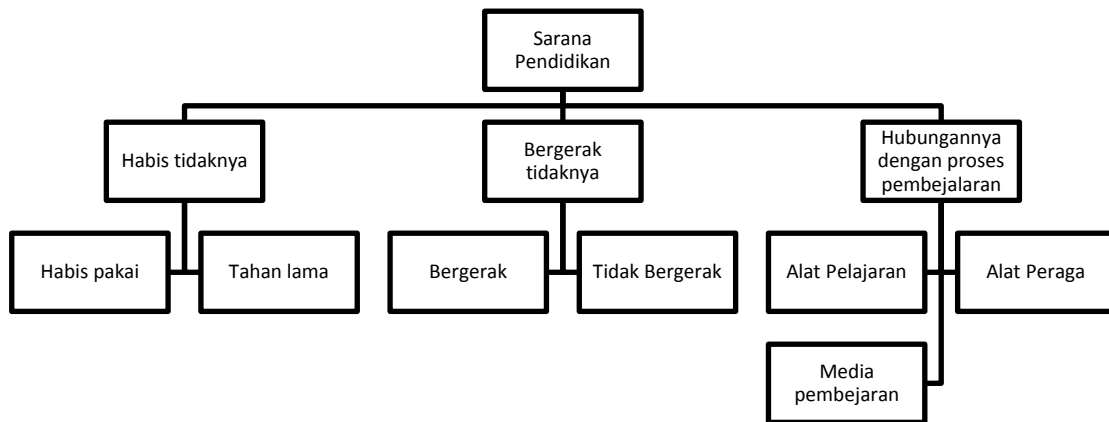 Sarana
Pendidikan
Habis tidaknya
Bergerak
tidaknya
Hubungannya
dengan proses
pembejalaran
Habis pakai
Tahan lama
Bergerak
Tidak Bergerak
Alat Pelajaran
Alat Peraga
Media
pembejaran